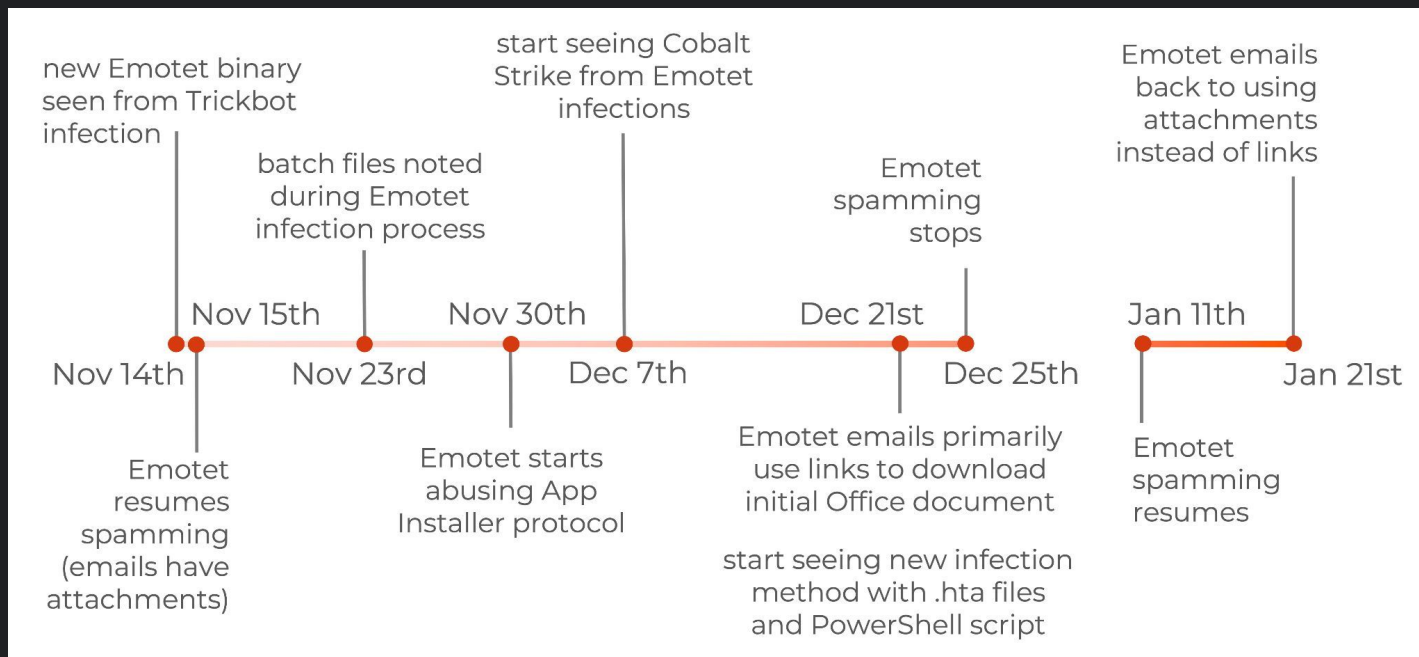 new Emotet binary
seen from Trickbot
infection
batch files noted
during Emotet
infection process
start seeing Cobalt
Strike from Emotet
infections
Emotet
spamming
stops
Emotet emails
back to using
attachments
instead of links
Nov 15th
Nov 30th
Dec 21st
Jan 11th
Nov 14th
Nov 23rd
Dec 7th
Dec 25th
Jan 21st
Emotet
resumes
spamming
(emails have
attachments)
Emotet starts
abusing App
Installer protocol
Emotet emails primarily
use links to download
initial Office document
start seeing new infection
method with .hta files
and PowerShell script
Emotet
spamming
resumes